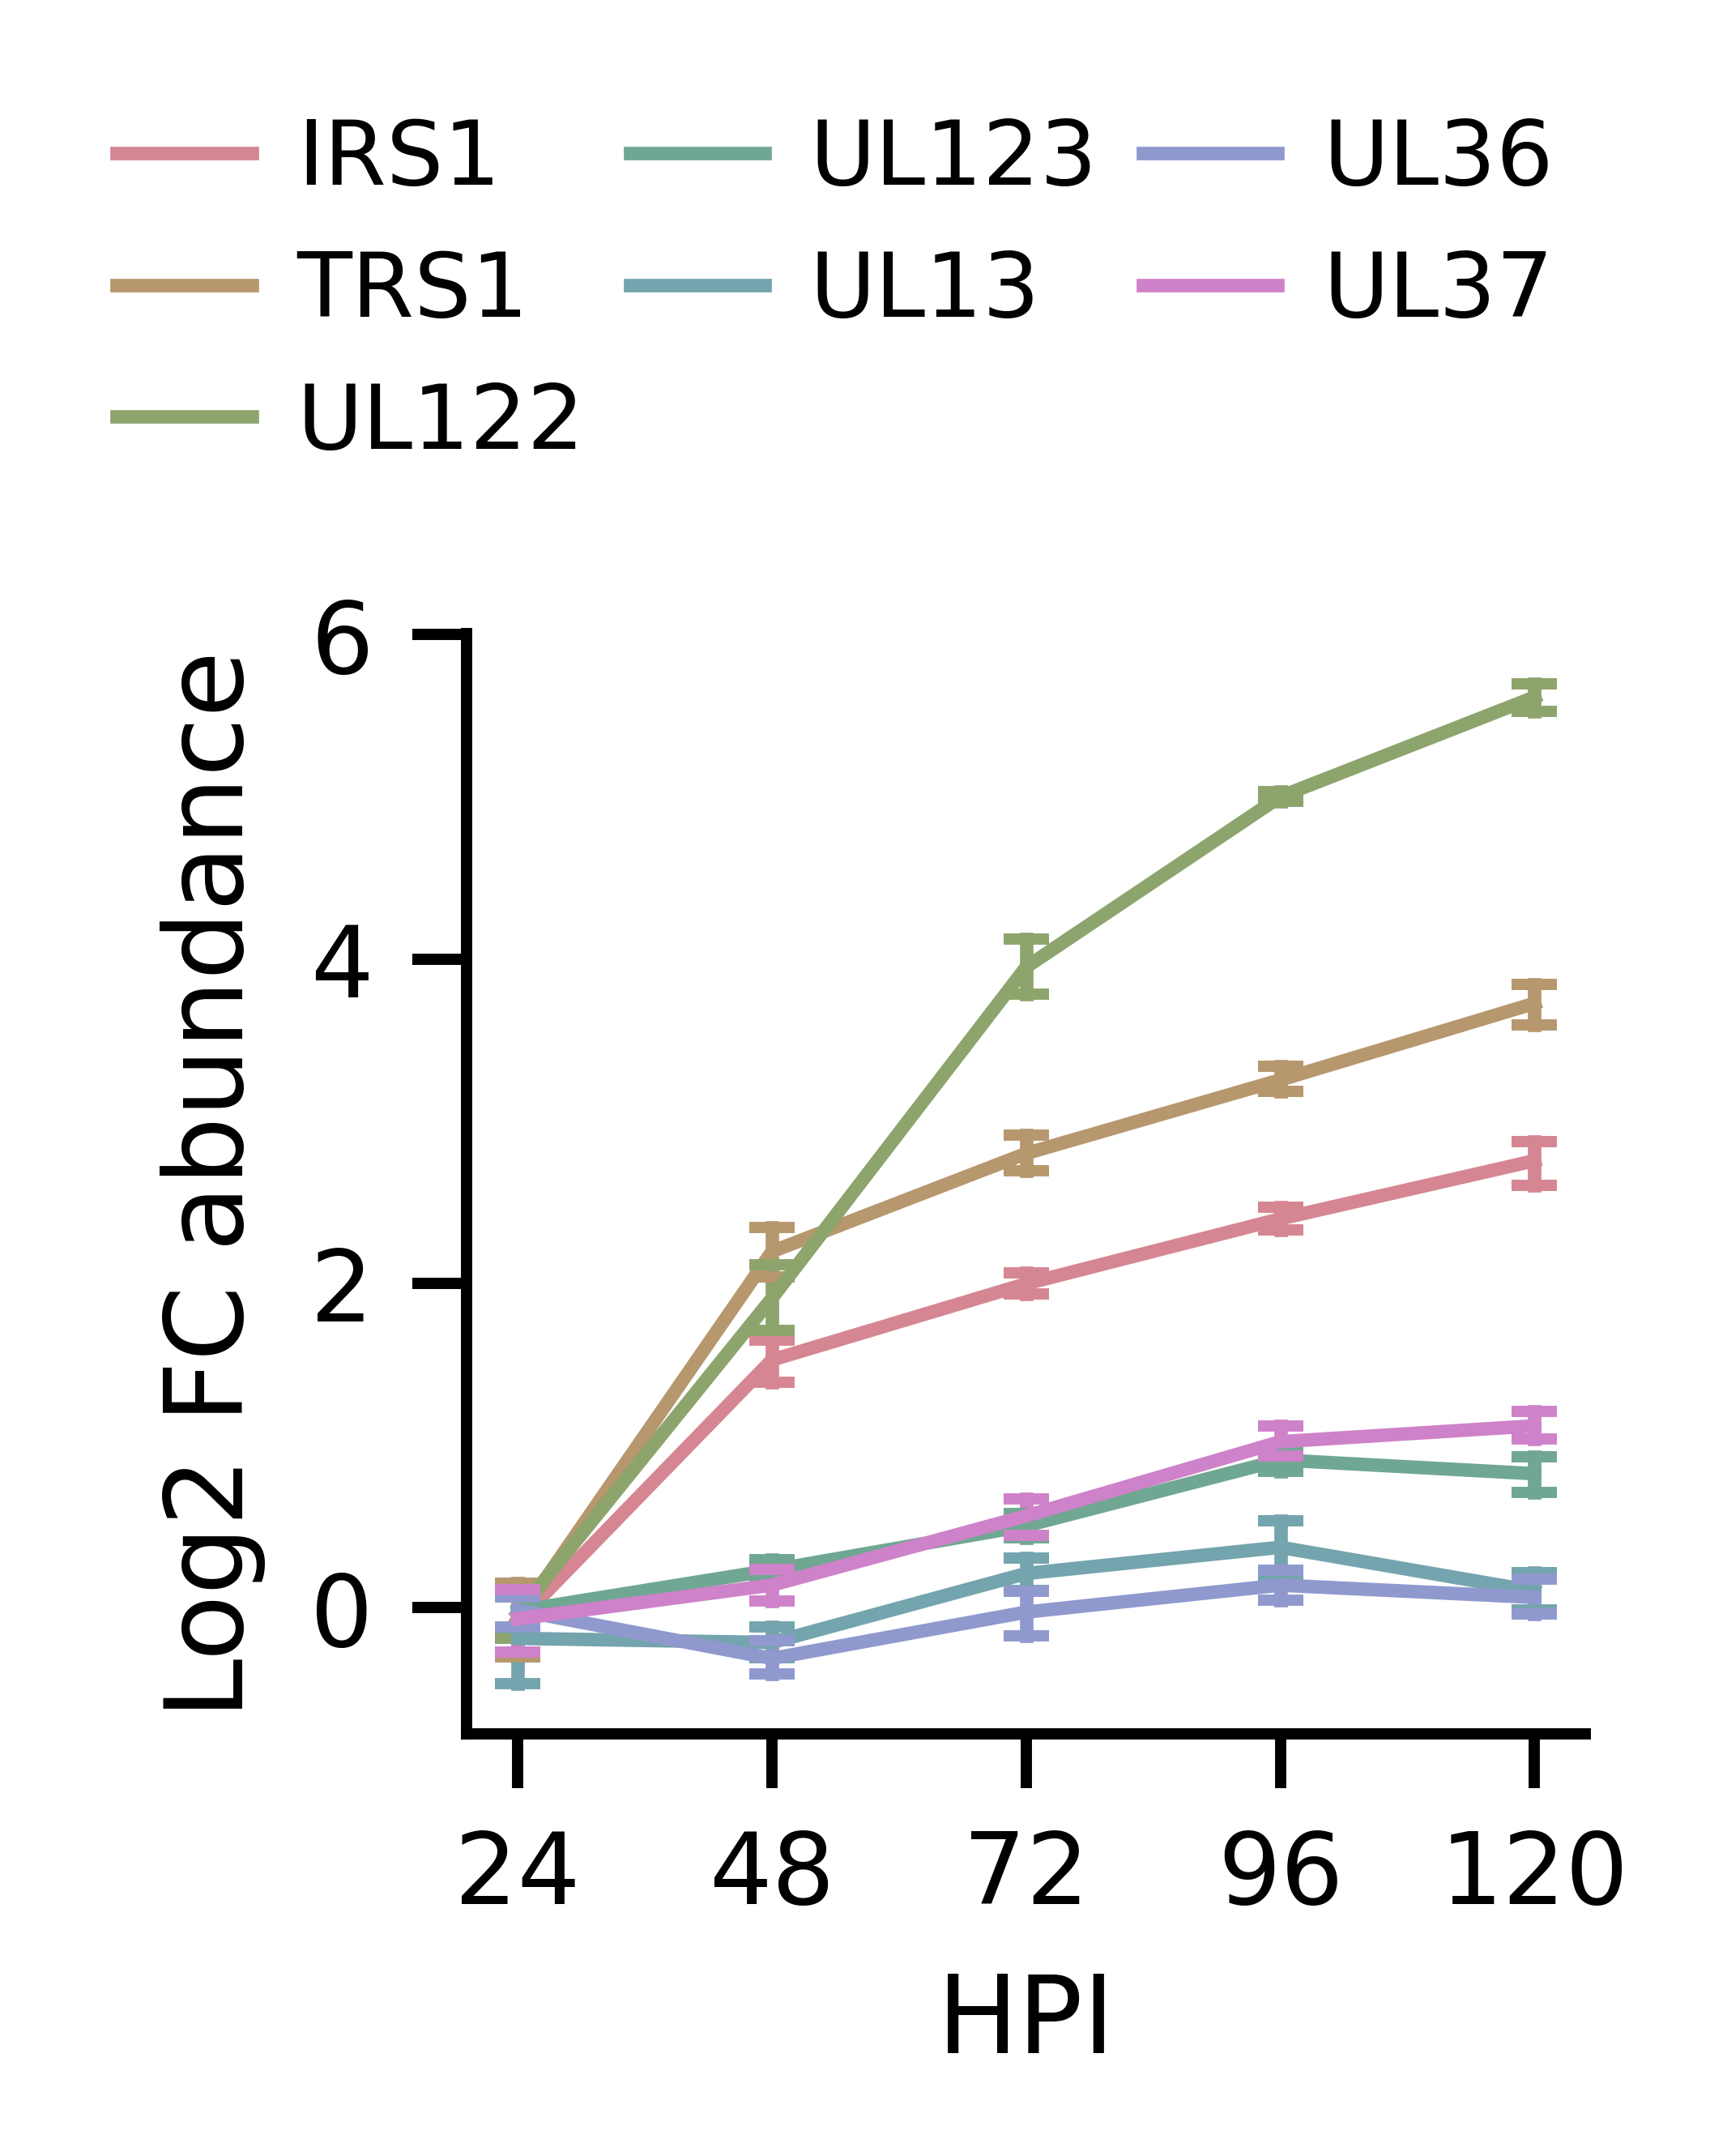 IRS1 UL123 UL36
TRS1 UL13 UL37
UL122
Log2 FC abundance
6
4
2
0
24 48 72 96 120
HPI